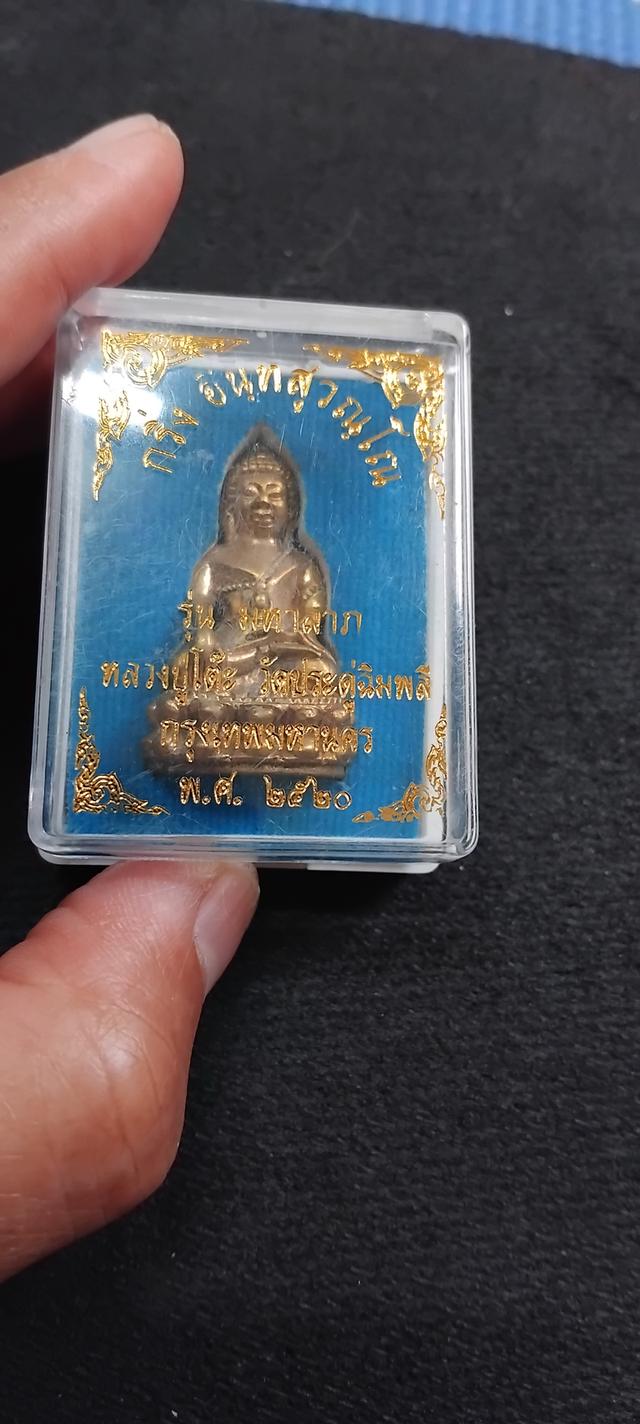 กริ่ง อินฺทสุวณฺโณ
รุ่น มหาลาภ
หลวงปู่โต๊ะ วัดประดู่ฉิมพลี
กรุงเทพมหานคร
พ.ศ. ๒๕๒๐